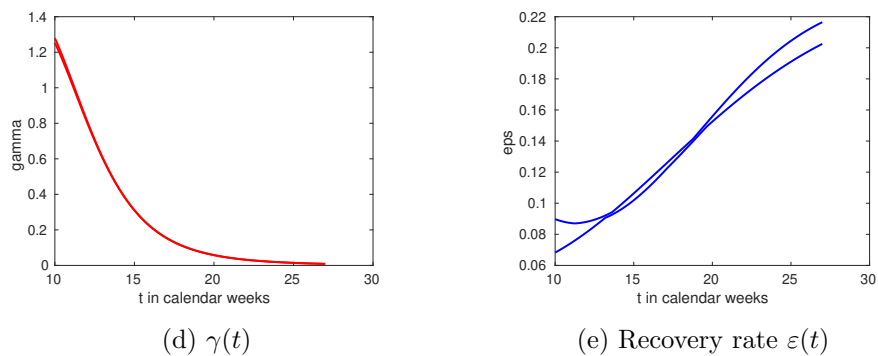 1.4
1.2
1
0.8
0.6
0.4
0.2
0
gamma
10 15 20 25 30
t in calendar weeks
(d) γ(t)
0.22
0.2
0.18
0.16
0.14
0.12
0.1
0.08
0.06
eps
10 15 20 25 30
t in calendar weeks
(e) Recovery rate ε(t)